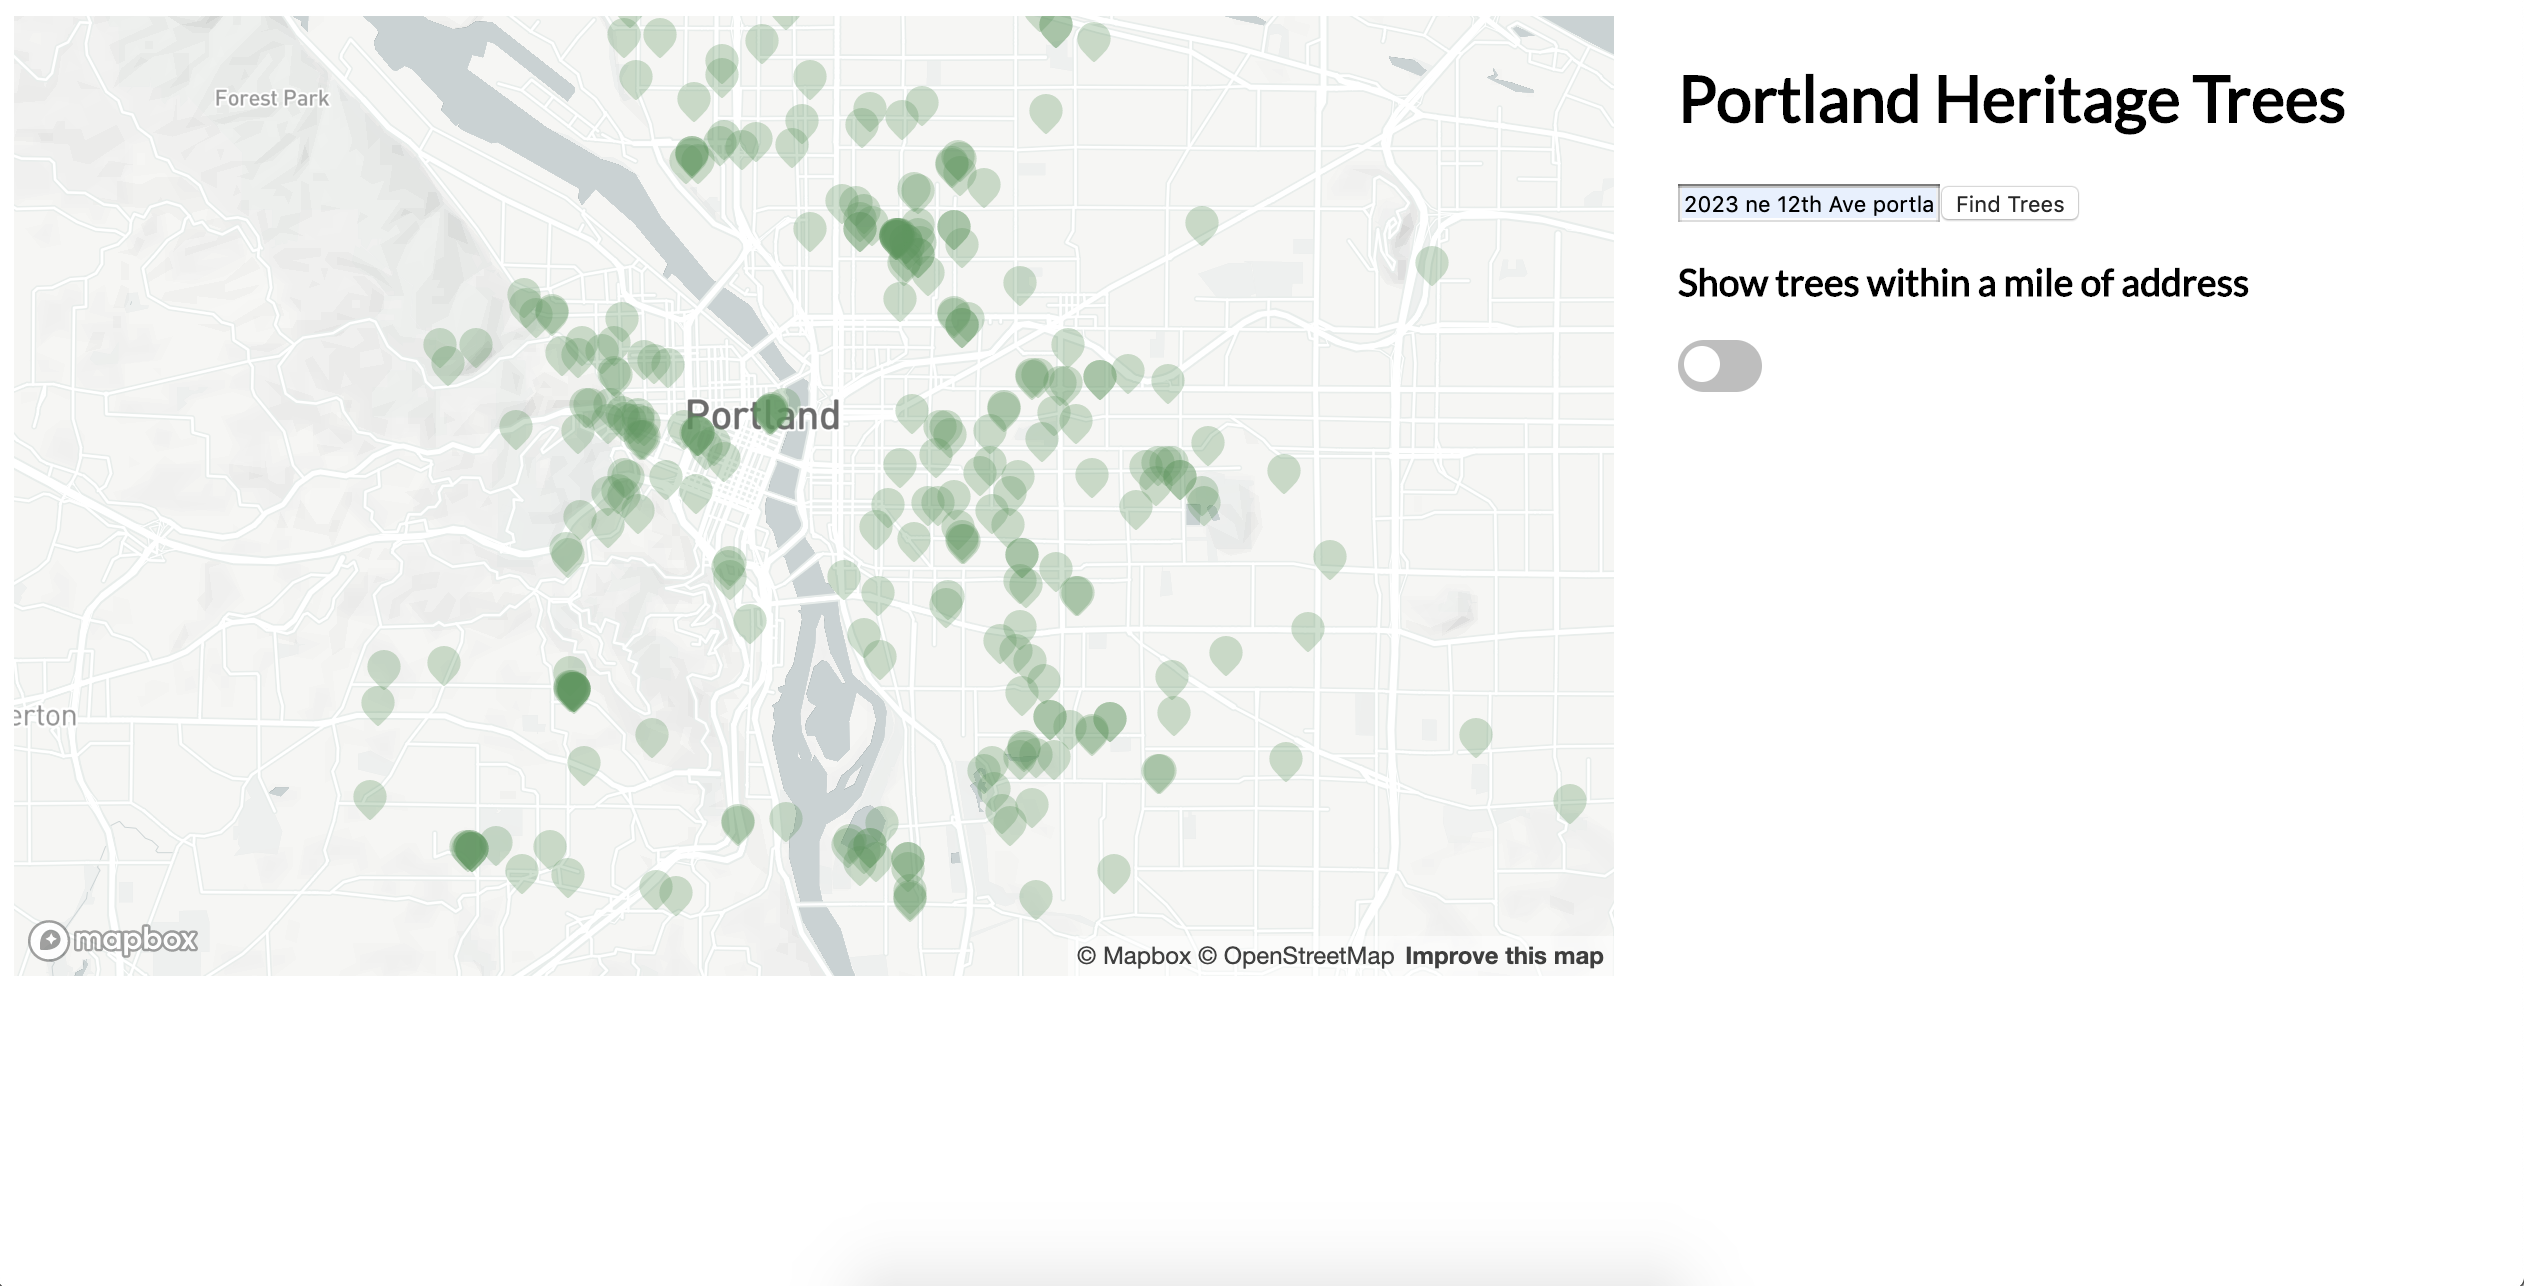 Forest Park
Portland
erton
mapbox
© Mapbox © OpenStreetMap Improve this map
Portland Heritage Trees
2023 ne 12th Ave portla
Find Trees
Show trees within a mile of address